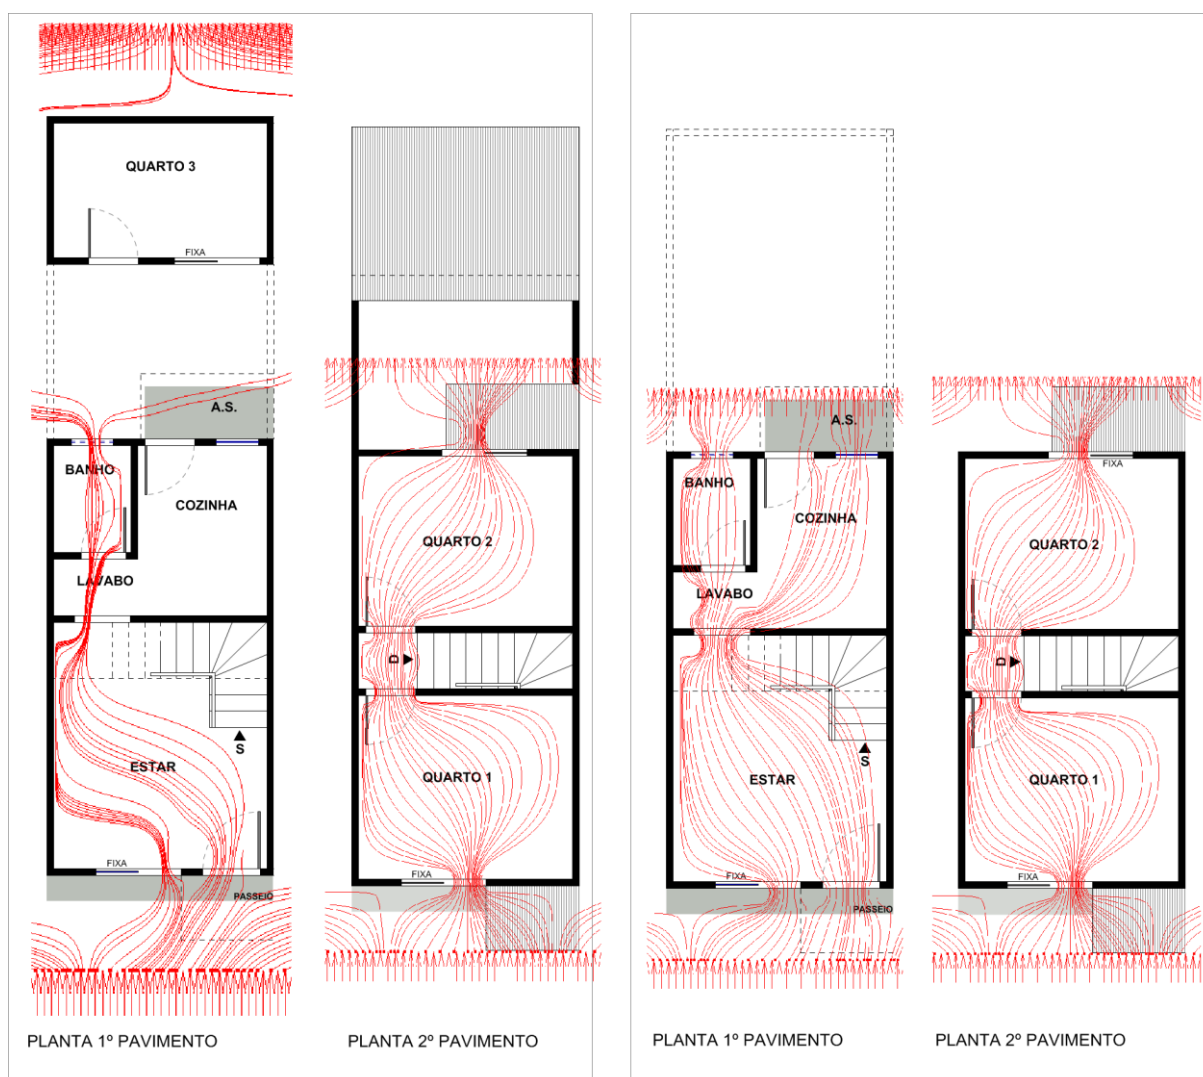 QUARTO 3
FIXA
A.S.
BANHO
COZINHA
LAVABO
S
ESTAR
FIXA
PASSEIO
PLANTA 1º PAVIMENTO
QUARTO 2
D
QUARTO 1
FIXA
PLANTA 2º PAVIMENTO
A.S.
BANHO
COZINHA
LAVABO
S
ESTAR
FIXA
PASSEIO
PLANTA 1º PAVIMENTO
FIXA
QUARTO 2
D
QUARTO 1
FIXA
PLANTA 2º PAVIMENTO